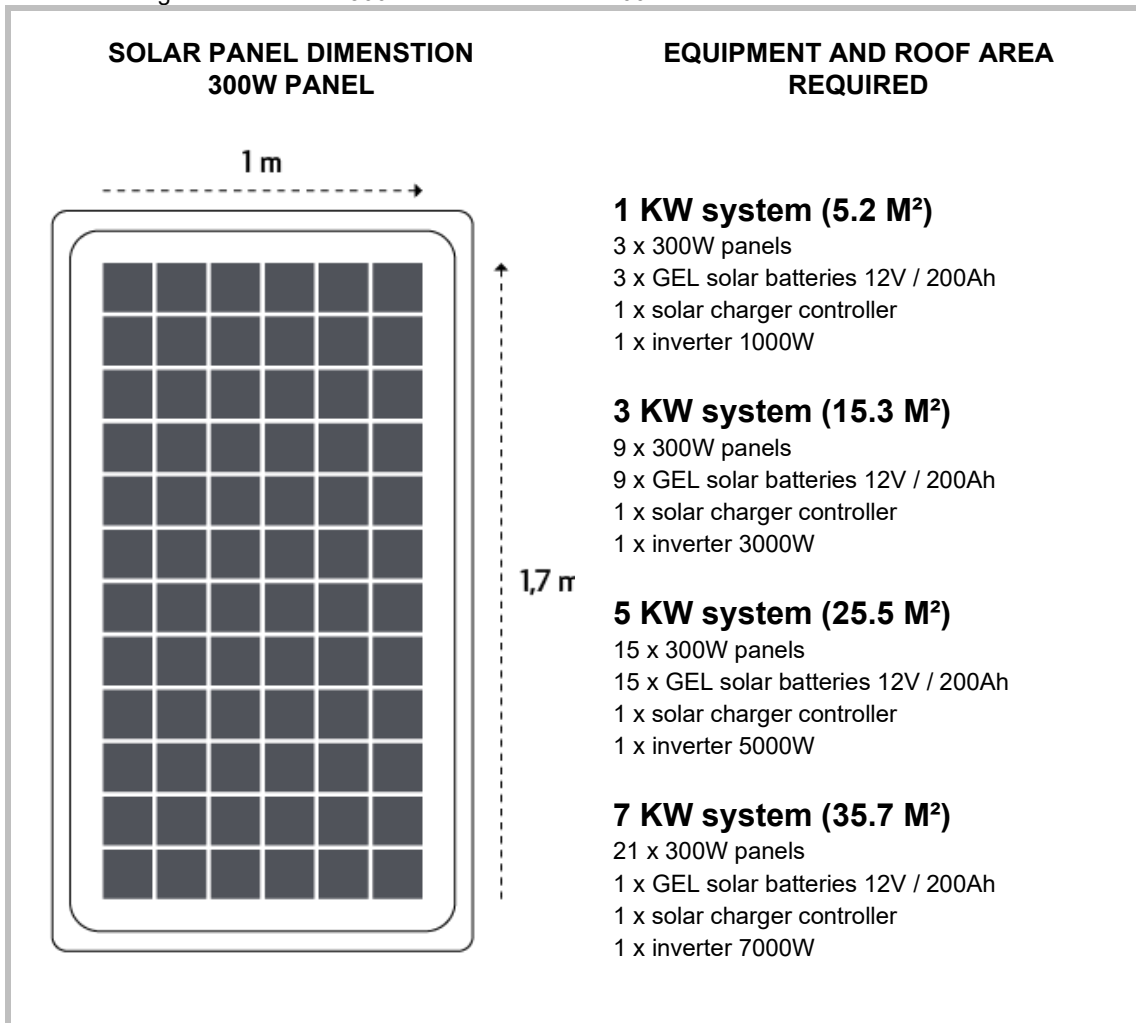 SOLAR PANEL DIMENSTION
300W PANEL
1 m
1,7 m
EQUIPMENT AND ROOF AREA
REQUIRED
1 KW system (5.2 M²)
3 x 300W panels
3 x GEL solar batteries 12V / 200Ah
1 x solar charger controller
1 x inverter 1000W
3 KW system (15.3 M²)
9 x 300W panels
9 x GEL solar batteries 12V / 200Ah
1 x solar charger controller
1 x inverter 3000W
5 KW system (25.5 M²)
15 x 300W panels
15 x GEL solar batteries 12V / 200Ah
1 x solar charger controller
1 x inverter 5000W
7 KW system (35.7 M²)
21 x 300W panels
1 x GEL solar batteries 12V / 200Ah
1 x solar charger controller
1 x inverter 7000W